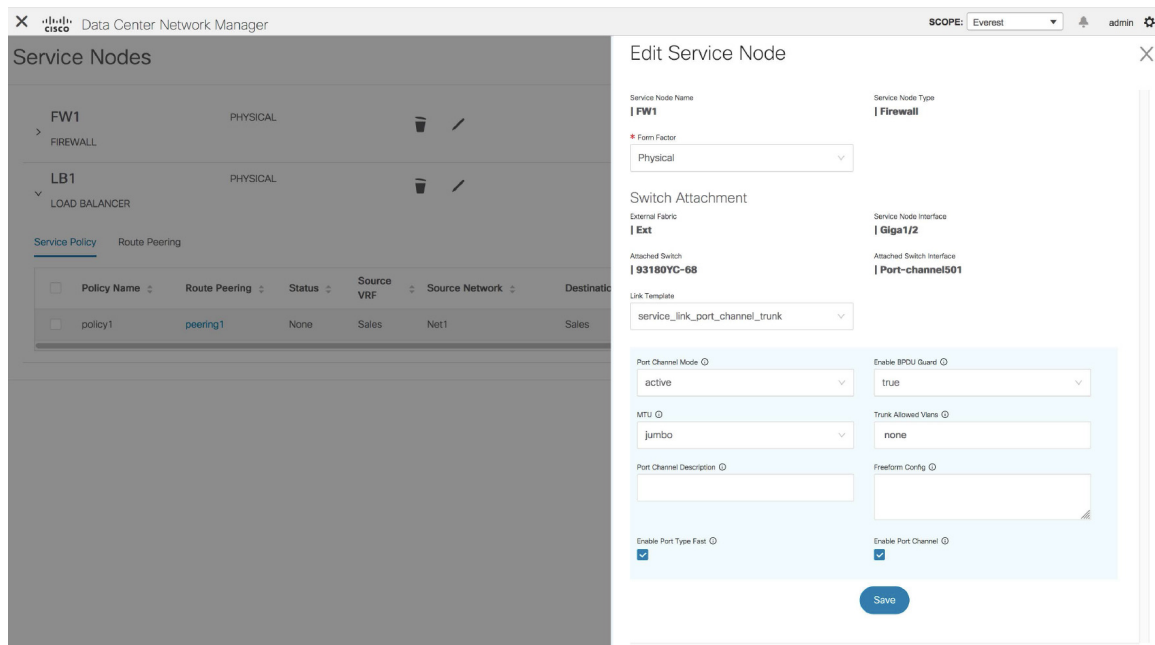 CISCO Data Center Network Manager
SCOPE: Everest
admin
Service Nodes
FW1
PHYSICAL
FIREWALL
LB1
PHYSICAL
LOAD BALANCER
Service Policy Route Peering
Policy Name Route Peering Status Source VRF Source Network Destinatio
policy1 peering1 None Sales Net1 Sales
Edit Service Node
Service Node Name Service Node Type
| FW1 | Firewall
* Form Factor
Physical
Switch Attachment
External Fabric Service Node Interface
| Ext | Giga1/2
Attached Switch Attached Switch Interface
| 93180YC-68 | Port-channel501
Link Template
service_link_port_channel_trunk
Port Channel Mode Enable BPDU Guard
active true
MTU Trunk Allowed Vlans
jumbo none
Port Channel Description Freeform Config
Enable Port Type Fast Enable Port Channel
Save